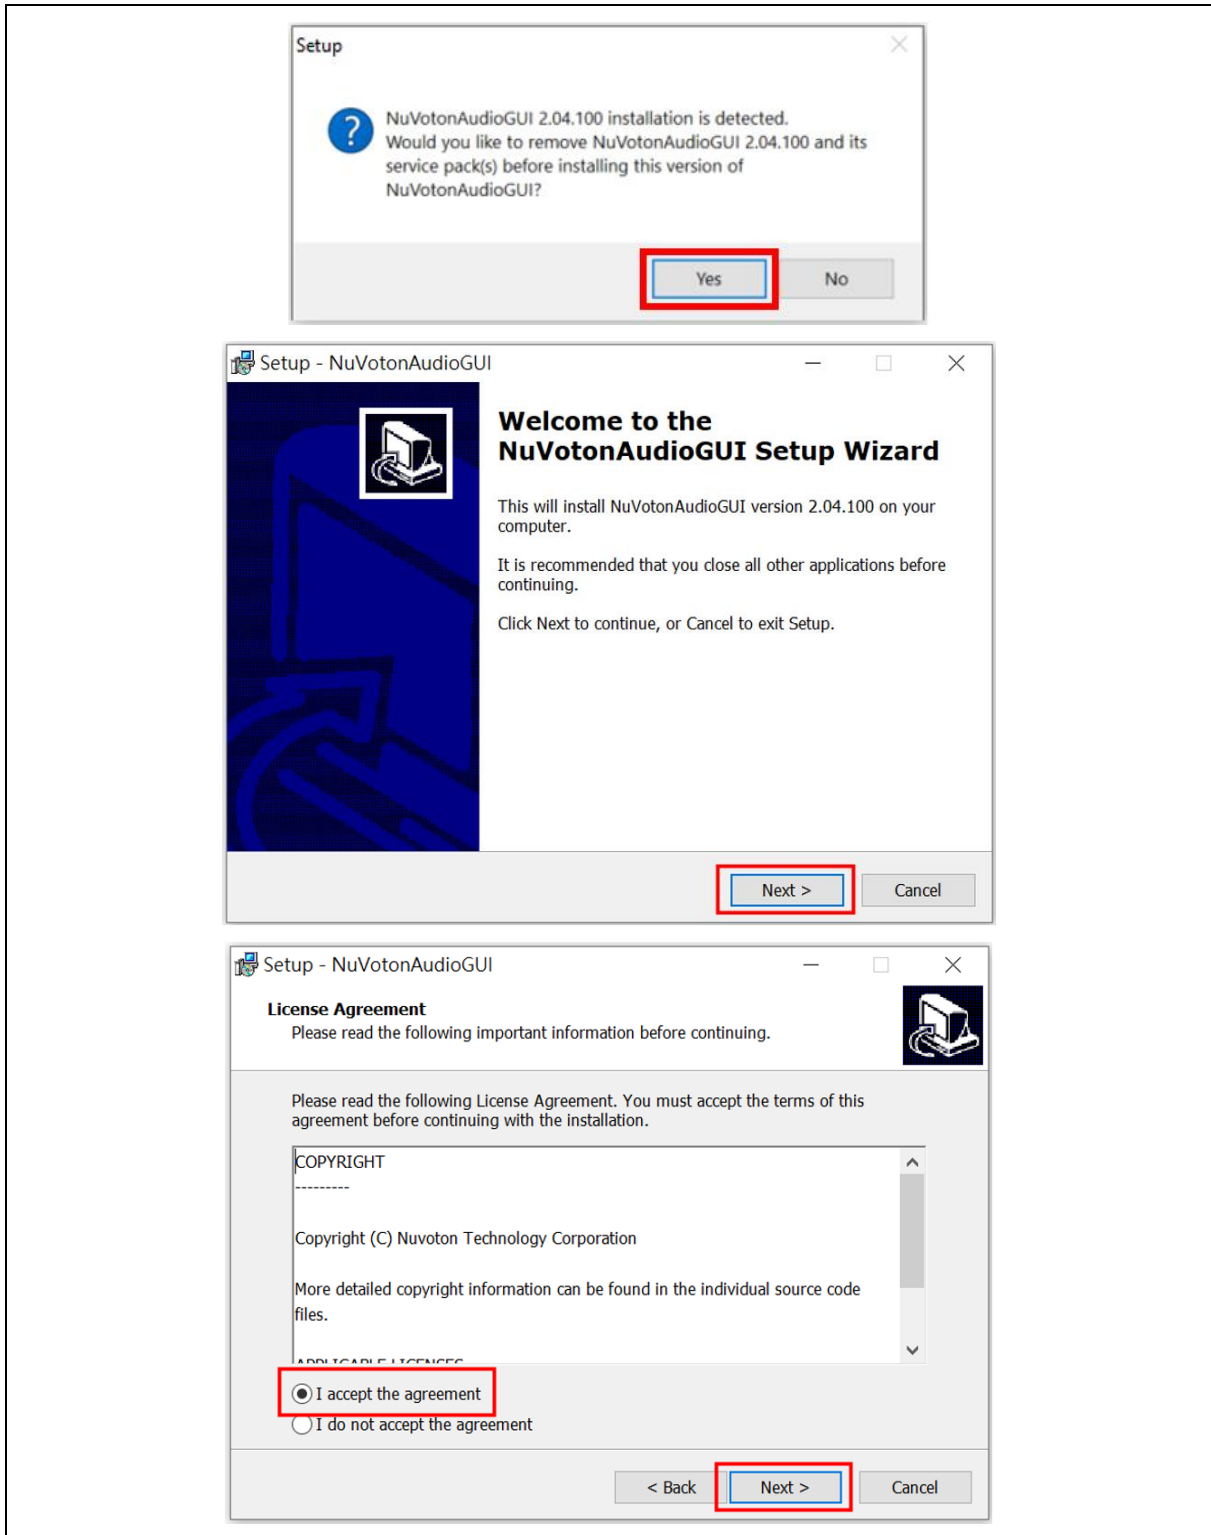 Setup
NuVotonAudioGUI 2.04.100 installation is detected.
Would you like to remove NuVotonAudioGUI 2.04.100 and its
service pack(s) before installing this version of
NuVotonAudioGUI?
Yes No
Setup - NuVotonAudioGUI
Welcome to the
NuVotonAudioGUI Setup Wizard
This will install NuVotonAudioGUI version 2.04.100 on your
computer.
It is recommended that you close all other applications before
continuing.
Click Next to continue, or Cancel to exit Setup.
Next > Cancel
Setup - NuVotonAudioGUI
License Agreement
Please read the following important information before continuing.
Please read the following License Agreement. You must accept the terms of this
agreement before continuing with the installation.
COPYRIGHT
---------
Copyright (C) Nuvoton Technology Corporation
More detailed copyright information can be found in the individual source code
files.
APPLICABLE LICENSES
I accept the agreement
I do not accept the agreement
< Back Next > Cancel